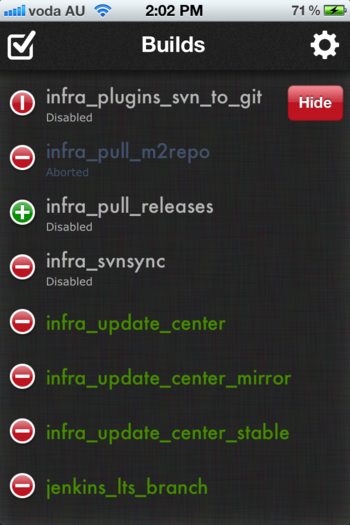 voda AU 2:02 PM 71 %
Builds
infra_plugins_svn_to_git
Disabled
Hide
infra_pull_m2repo
Aborted
infra_pull_releases
Disabled
infra_svnsync
Disabled
infra_update_center
infra_update_center_mirror
infra_update_center_stable
jenkins_lts_branch